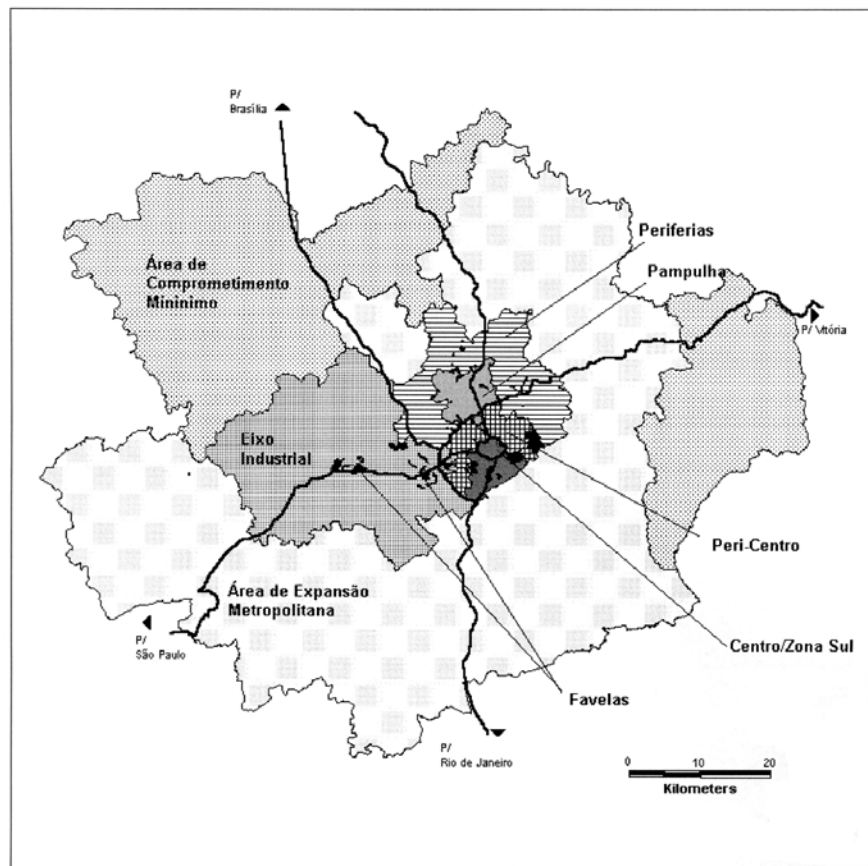 P/
Brasília
Periferias
Pampulha
Área de
Comprometimento
Mininimo
P/ Vitória
Eixo
Industrial
Peri-Centro
Área de Expansão
Metropolitana
P/
São Paulo
Centro/Zona Sul
Favelas
P/
Rio de Janeiro
0 10 20
Kilometers